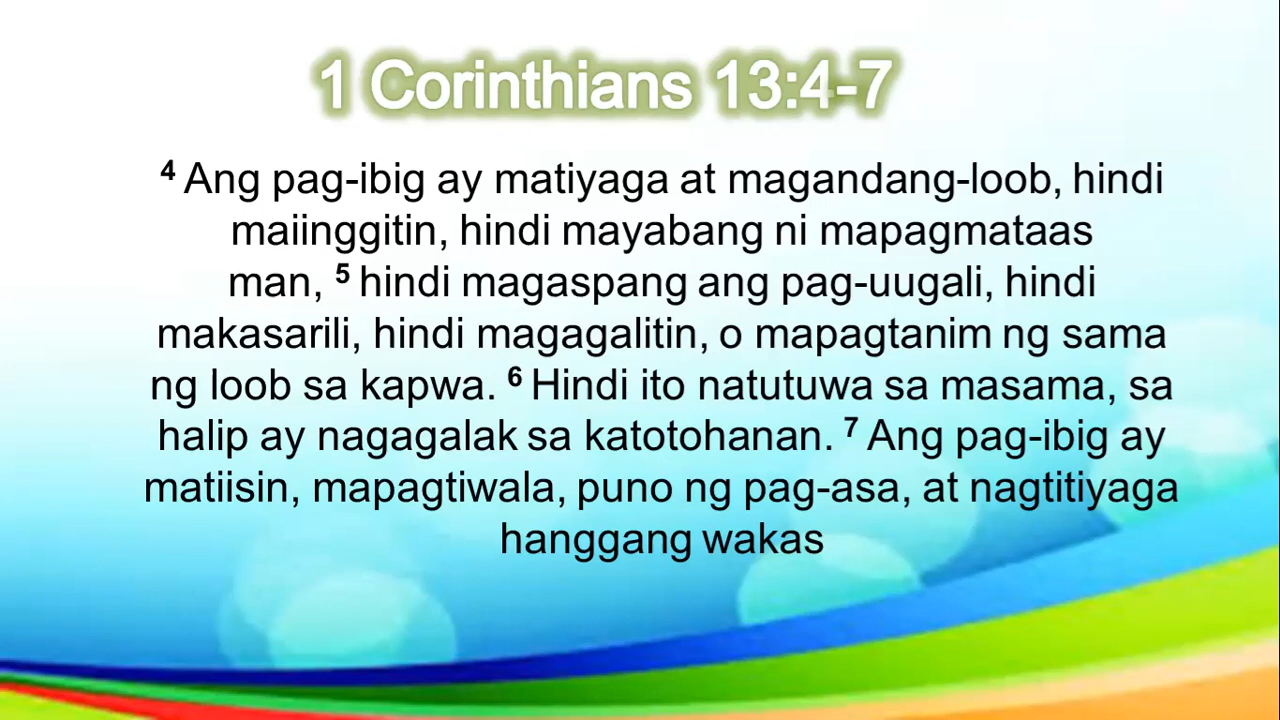 1 Corinthians 13:4-7
4 Ang pag-ibig ay matiyaga at magandang-loob, hindi
maiinggitin, hindi mayabang ni mapagmataas
man, 5 hindi magaspang ang pag-uugali, hindi
makasarili, hindi magagalitin, o mapagtanim ng sama
ng loob sa kapwa. 6 Hindi ito natutuwa sa masama, sa
halip ay nagagalak sa katotohanan. 7 Ang pag-ibig ay
matiisin, mapagtiwala, puno ng pag-asa, at nagtitiyaga
hanggang wakas